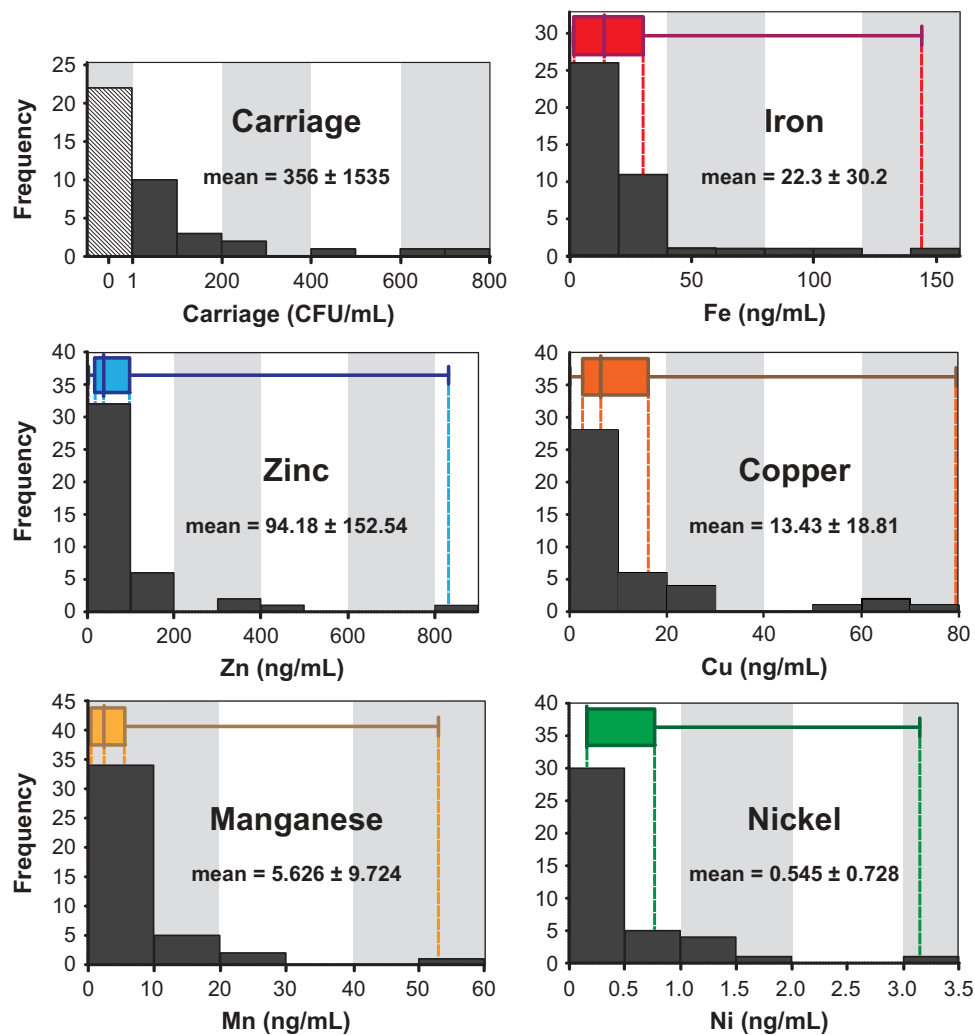 25
20
15
10
5
0
Frequency
Carriage
mean = 356 ± 1535
0 1 200 400 600 800
Carriage (CFU/mL)
30
25
20
15
10
5
0
Iron
mean = 22.3 ± 30.2
0 50 100 150
Fe (ng/mL)
40
35
30
25
20
15
10
5
0
Frequency
Zinc
mean = 94.18 ± 152.54
0 200 400 600 800
Zn (ng/mL)
40
35
30
25
20
15
10
5
0
Copper
mean = 13.43 ± 18.81
0 20 40 60 80
Cu (ng/mL)
45
40
35
30
25
20
15
10
5
0
Frequency
Manganese
mean = 5.626 ± 9.724
0 10 20 30 40 50 60
Mn (ng/mL)
40
35
30
25
20
15
10
5
0
Nickel
mean = 0.545 ± 0.728
0 0.5 1.0 1.5 2.0 2.5 3.0 3.5
Ni (ng/mL)